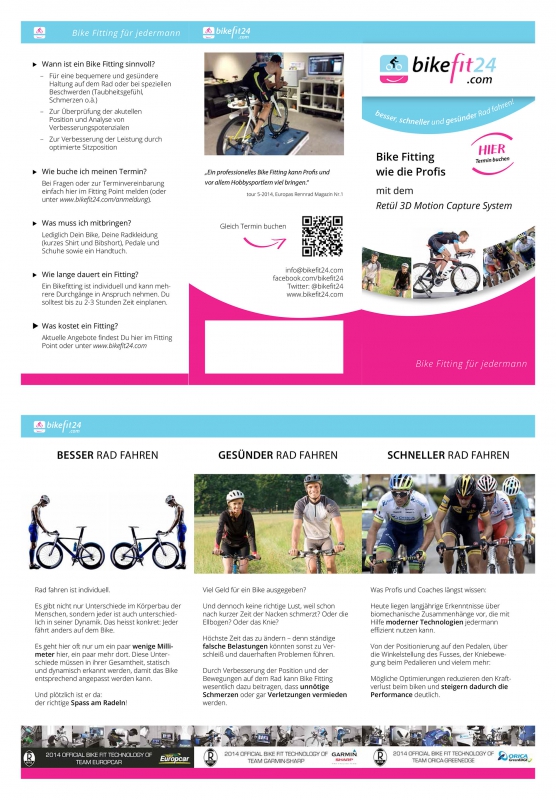 Bike Fitting für jedermann
Wann ist ein Bike Fitting sinnvoll?
– Für eine bequemere und gesündere
Haltung auf dem Rad oder bei speziellen
Beschwerden (Taubheitsgefühl,
Schmerzen o.ä.)
– Zur Überprüfung der akutellen
Position und Analyse von
Verbesserungspotenzialen
– Zur Verbesserung der Leistung durch
optimierte Sitzposition
Wie buche ich meinen Termin?
Bei Fragen oder zur Terminvereinbarung
einfach hier im Fitting Point melden (oder
unter www.bikefit24.com/anmeldung).
Was muss ich mitbringen?
Lediglich Dein Bike, Deine Radkleidung
(kurzes Shirt und Bibshort), Pedale und
Schuhe sowie ein Handtuch.
Wie lange dauert ein Fitting?
Ein Bikefitting ist individuell und kann meh-
rere Durchgänge in Anspruch nehmen. Du
solltest bis zu 2-3 Stunden Zeit einplanen.
Was kostet ein Fitting?
Aktuelle Angebote findest Du hier im Fitting
Point oder unter www.bikefit24.com
bikefit24
.com
„Ein professionelles Bike Fitting kann Profis und
vor allem Hobbysportlern viel bringen.“
tour 5-2014, Europas Rennrad Magazin Nr.1
Gleich Termin buchen
info@bikefit24.com
facebook.com/bikefit24
Twitter: @bikefit24
www.bikefit24.com
bikefit24
.com
besser, schneller und gesünder Rad fahren!
HIER
Termin buchen
Bike Fitting
wie die Profis
mit dem
Retül 3D Motion Capture System
Bike Fitting für jedermann
bikefit24
.com
BESSER RAD FAHREN
Rad fahren ist individuell.
Es gibt nicht nur Unterschiede im Körperbau der
Menschen, sondern jeder ist auch unterschied-
lich in seiner Dynamik. Das heisst konkret: Jeder
fährt anders auf dem Bike.
Es geht hier oft nur um ein paar wenige Milli-
meter hier, ein paar mehr dort. Diese Unter-
schiede müssen in ihrer Gesamtheit, statisch
und dynamisch erkannt werden, damit das Bike
entsprechend angepasst werden kann.
Und plötzlich ist er da:
der richtige Spass am Radeln!
GESÜNDER RAD FAHREN
Viel Geld für ein Bike ausgegeben?
Und dennoch keine richtige Lust, weil schon
nach kurzer Zeit der Nacken schmerzt? Oder die
Ellbogen? Oder das Knie?
Höchste Zeit das zu ändern – denn ständige
falsche Belastungen könnten sonst zu Ver-
schleiß und dauerhaften Problemen führen.
Durch Verbesserung der Position und der
Bewegungen auf dem Rad kann Bike Fitting
wesentlich dazu beitragen, dass unnötige
Schmerzen oder gar Verletzungen vermieden
werden.
SCHNELLER RAD FAHREN
Was Profis und Coaches längst wissen:
Heute liegen langjährige Erkenntnisse über
biomechanische Zusammenhänge vor, die mit
Hilfe moderner Technologien jedermann
effizient nutzen kann.
Von der Positionierung auf den Pedalen, über
die Winkelstellung des Fusses, der Kniebewe-
gung beim Pedalieren und vielem mehr:
Mögliche Optimierungen reduzieren den Kraft-
verlust beim biken und steigern dadurch die
Performance deutlich.
2014 OFFICIAL BIKE FIT TECHNOLOGY OF
TEAM EUROPCAR
Europcar
2014 OFFICIAL BIKE FIT TECHNOLOGY OF
TEAM GARMIN-SHARP
GARMIN
SHARP
2014 OFFICIAL BIKE FIT TECHNOLOGY OF
TEAM ORICA-GREENEDGE
ORICA
GreenEDGE